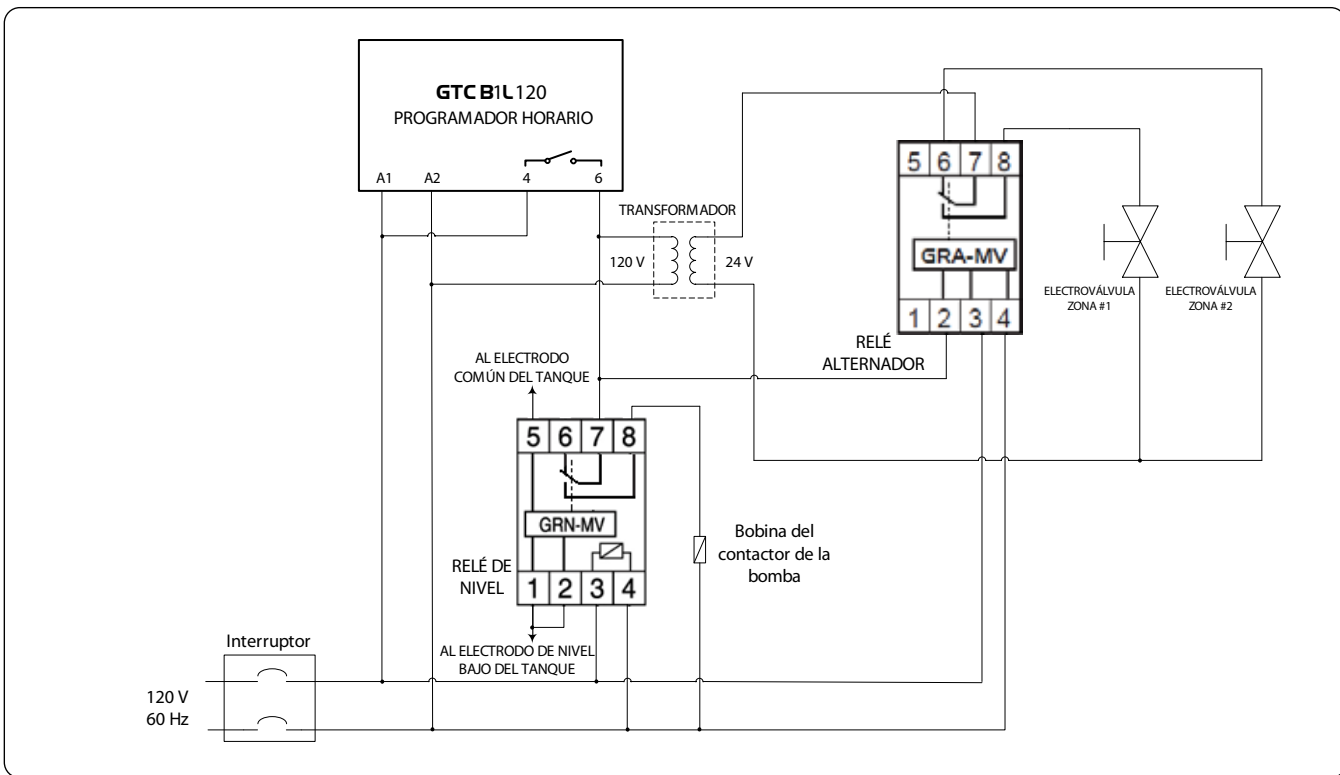 GTC B1L 120
PROGRAMADOR HORARIO
A1 A2 4 6
TRANSFORMADOR
120 V 24 V
5 6 7 8
GRA-MV
1 2 3 4
RELÉ
ALTERNADOR
ELECTROVÁLVULA
ZONA #1
ELECTROVÁLVULA
ZONA #2
AL ELECTRODO
COMÚN DEL TANQUE
5 6 7 8
GRN-MV
1 2 3 4
RELÉ DE
NIVEL
Bobina del
contactor de la
bomba
AL ELECTRODO DE NIVEL
BAJO DEL TANQUE
Interruptor
120 V
60 Hz